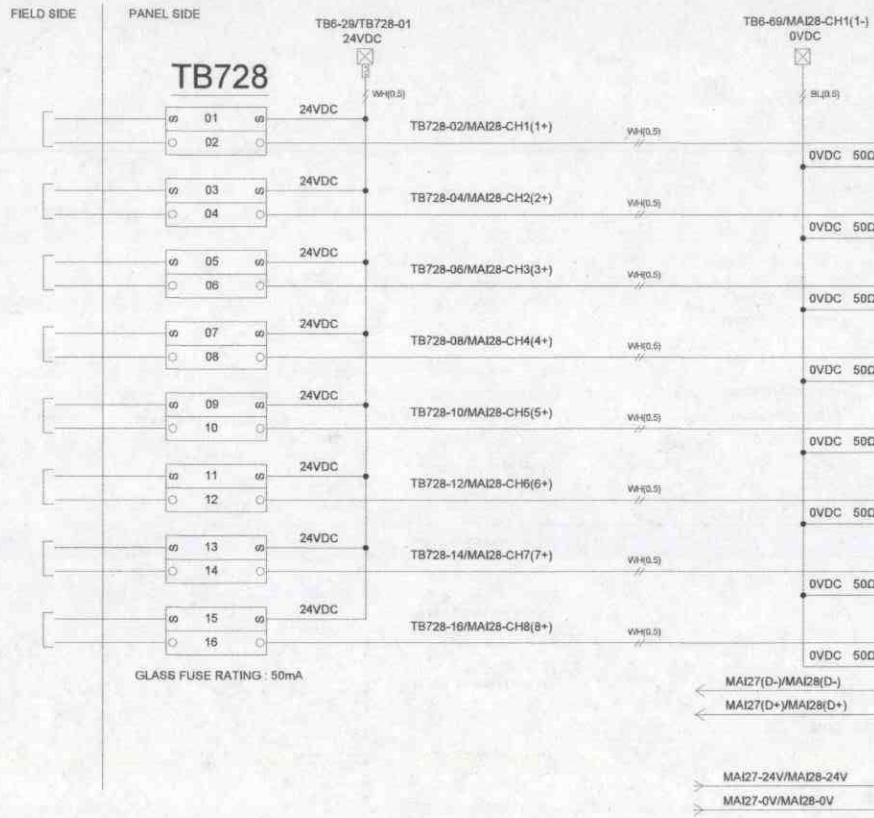 FIELD SIDE
PANEL SIDE
TB6-29/TB728-01
24VDC
TB6-69/MAI28-CH1(1-)
0VDC
TB728
WH(0.5)
BL(0.5)
S 01 S 24VDC
02
TB728-02/MAI28-CH1(1+) WH(0.5)
0VDC 50Ω
S 03 S 24VDC
04
TB728-04/MAI28-CH2(2+) WH(0.5)
0VDC 50Ω
S 05 S 24VDC
06
TB728-06/MAI28-CH3(3+) WH(0.5)
0VDC 50Ω
S 07 S 24VDC
08
TB728-08/MAI28-CH4(4+) WH(0.5)
0VDC 50Ω
S 09 S 24VDC
10
TB728-10/MAI28-CH5(5+) WH(0.5)
0VDC 50Ω
S 11 S 24VDC
12
TB728-12/MAI28-CH6(6+) WH(0.5)
0VDC 50Ω
S 13 S 24VDC
14
TB728-14/MAI28-CH7(7+) WH(0.5)
0VDC 50Ω
S 15 S 24VDC
16
TB728-16/MAI28-CH8(8+) WH(0.5)
0VDC 50Ω
GLASS FUSE RATING : 50mA
MAI27(D-)/MAI28(D-)
MAI27(D+)/MAI28(D+)
MAI27-24V/MAI28-24V
MAI27-0V/MAI28-0V